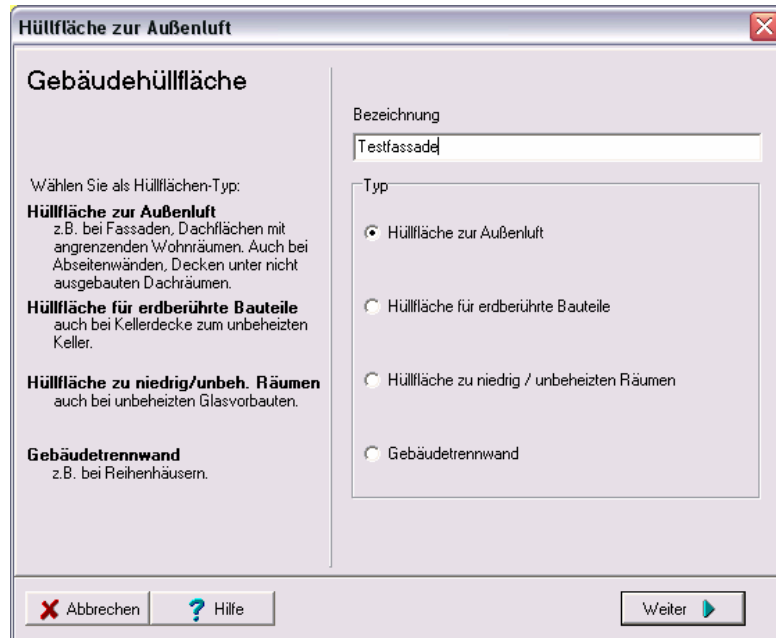 Hüllfläche zur Außenluft
Gebäudehüllfläche
Wählen Sie als Hüllflächen-Typ:
Hüllfläche zur Außenluft
z.B. bei Fassaden, Dachflächen mit
angrenzenden Wohnräumen. Auch bei
Abseitenwänden, Decken unter nicht
ausgebauten Dachräumen.
Hüllfläche für erdberührte Bauteile
auch bei Kellerdecke zum unbeheizten
Keller.
Hüllfläche zu niedrig/unbeh. Räumen
auch bei unbeheizten Glasvorbauten.
Gebäudetrennwand
z.B. bei Reihenhäusern.
Bezeichnung
Testfassade
Typ
Hüllfläche zur Außenluft
Hüllfläche für erdberührte Bauteile
Hüllfläche zu niedrig / unbeheizten Räumen
Gebäudetrennwand
Abbrechen
Hilfe
Weiter